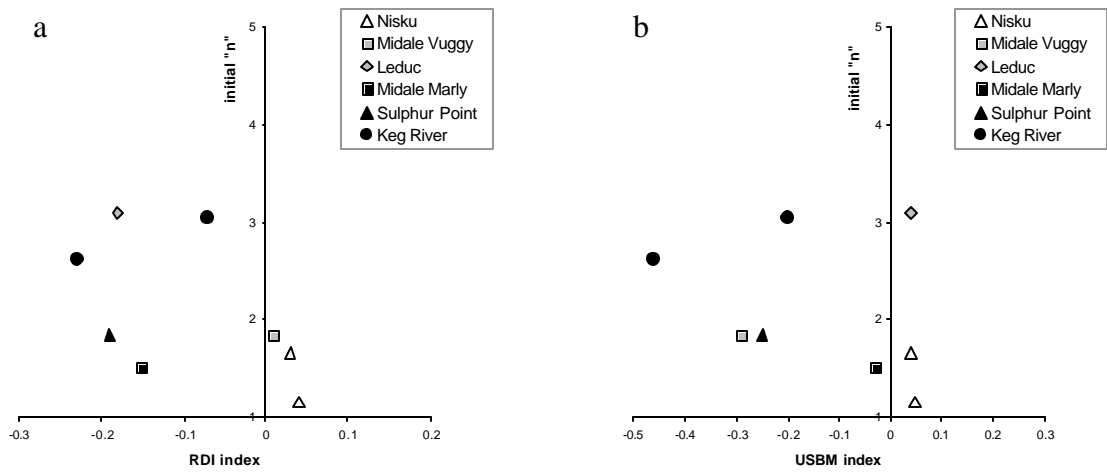 a
initial "n"
Nisku
Midale Vuggy
Leduc
Midale Marly
Sulphur Point
Keg River
5
4
3
2
1
-0.3 -0.2 -0.1 0 0.1 0.2
RDI index
b
initial "n"
Nisku
Midale Vuggy
Leduc
Midale Marly
Sulphur Point
Keg River
5
4
3
2
1
-0.5 -0.3 -0.2 -0.1 0 0.1 0.2 0.3
USBM index